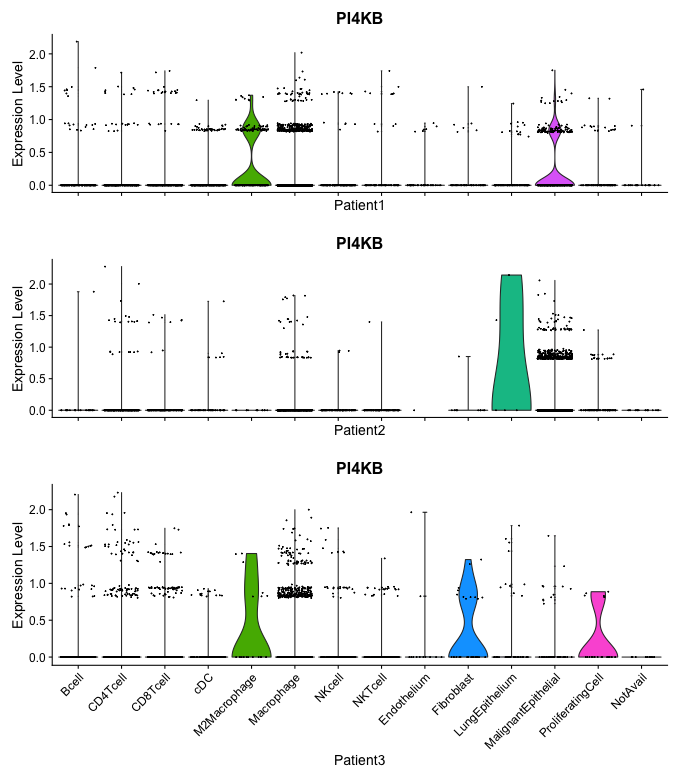 PI4KB
Expression Level
2.0
1.5
1.0
0.5
0.0
Patient1
PI4KB
Expression Level
2.0
1.5
1.0
0.5
0.0
Patient2
PI4KB
Expression Level
2.0
1.5
1.0
0.5
0.0
Bcell
CD4Tcell
CD8Tcell
cDC
M2Macrophage
Macrophage
NKcell
NKTcell
Endothelium
Fibroblast
LungEpithelium
MalignantEpithelial
ProliferatingCell
NotAvail
Patient3